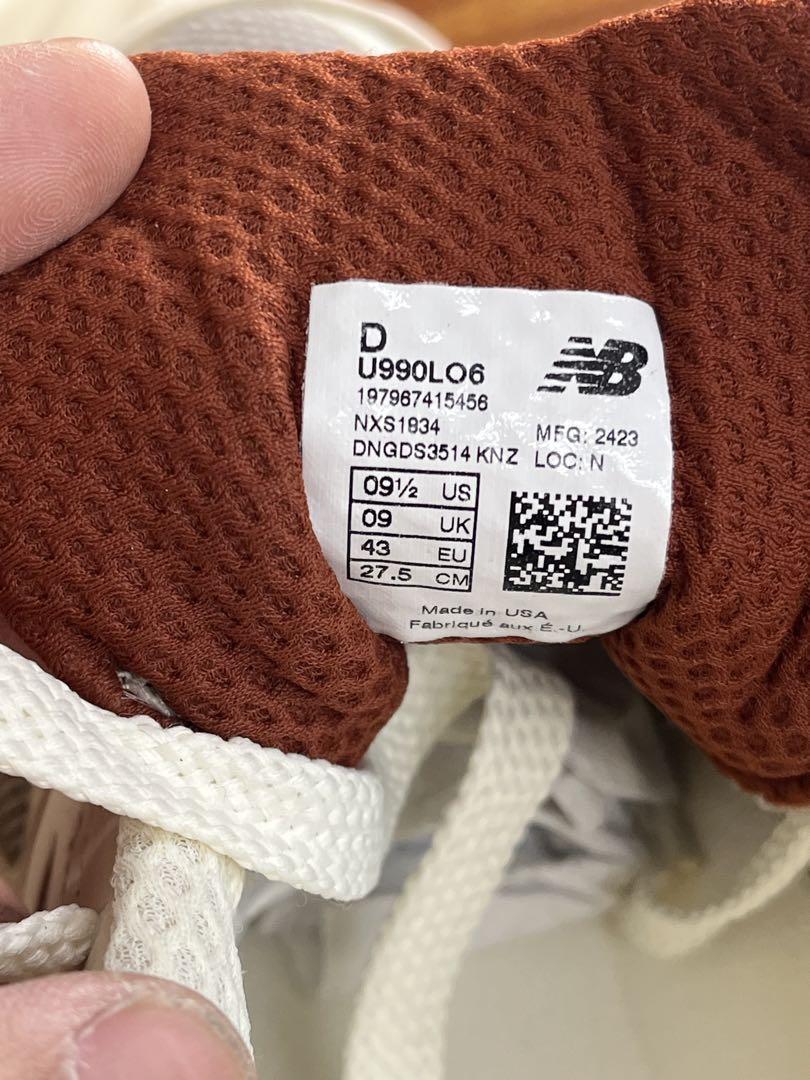 D
U990LO6
197967415456
NXS1834
DNGDS3514 KNZ
NB
MFG: 2423
LOC: N
09½ US
09 UK
43 EU
27.5 CM
Made in USA
Fabriqué aux É.-U.